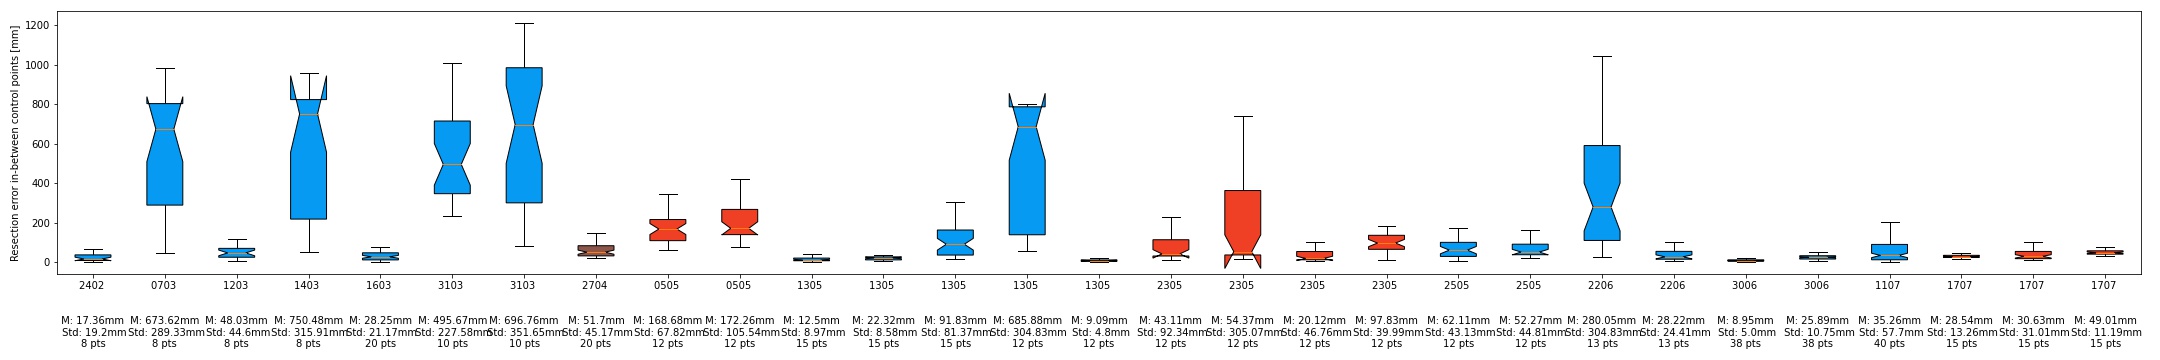 1200
1000
800
600
400
200
0
Resection error in-between control points [mm]
2402 0703 1203 1403 1603 3103 3103 2704 0505 0505 1305 1305 1305 1305 1305 2305 2305 2305 2305 2505 2505 2206 2206 3006 3006 1107 1707 1707 1707
M: 17.36mm M: 673.62mm M: 48.03mm M: 750.48mm M: 28.25mm M: 495.67mm M: 696.76mm M: 51.7mm M: 168.68mm M: 172.26mm M: 12.5mm M: 22.32mm M: 91.83mm M: 685.88mm M: 9.09mm M: 43.11mm M: 54.37mm M: 20.12mm M: 97.83mm M: 62.11mm M: 52.27mm M: 280.05mm M: 28.22mm M: 8.95mm M: 25.89mm M: 35.26mm M: 28.54mm M: 30.63mm M: 49.01mm
Std: 19.2mm Std: 289.33mm Std: 44.6mm Std: 315.91mm Std: 21.17mm Std: 227.58mm Std: 351.65mm Std: 45.17mm Std: 67.82mm Std: 105.54mm Std: 8.97mm Std: 8.58mm Std: 81.37mm Std: 304.83mm Std: 4.8mm Std: 92.34mm Std: 305.07mm Std: 46.76mm Std: 39.99mm Std: 43.13mm Std: 44.81mm Std: 304.83mm Std: 24.41mm Std: 5.0mm Std: 10.75mm Std: 57.7mm Std: 13.26mm Std: 31.01mm Std: 11.19mm
8 pts 8 pts 8 pts 8 pts 20 pts 10 pts 10 pts 20 pts 12 pts 12 pts 15 pts 15 pts 15 pts 12 pts 12 pts 12 pts 12 pts 12 pts 12 pts 12 pts 12 pts 13 pts 13 pts 38 pts 38 pts 40 pts 15 pts 15 pts 15 pts